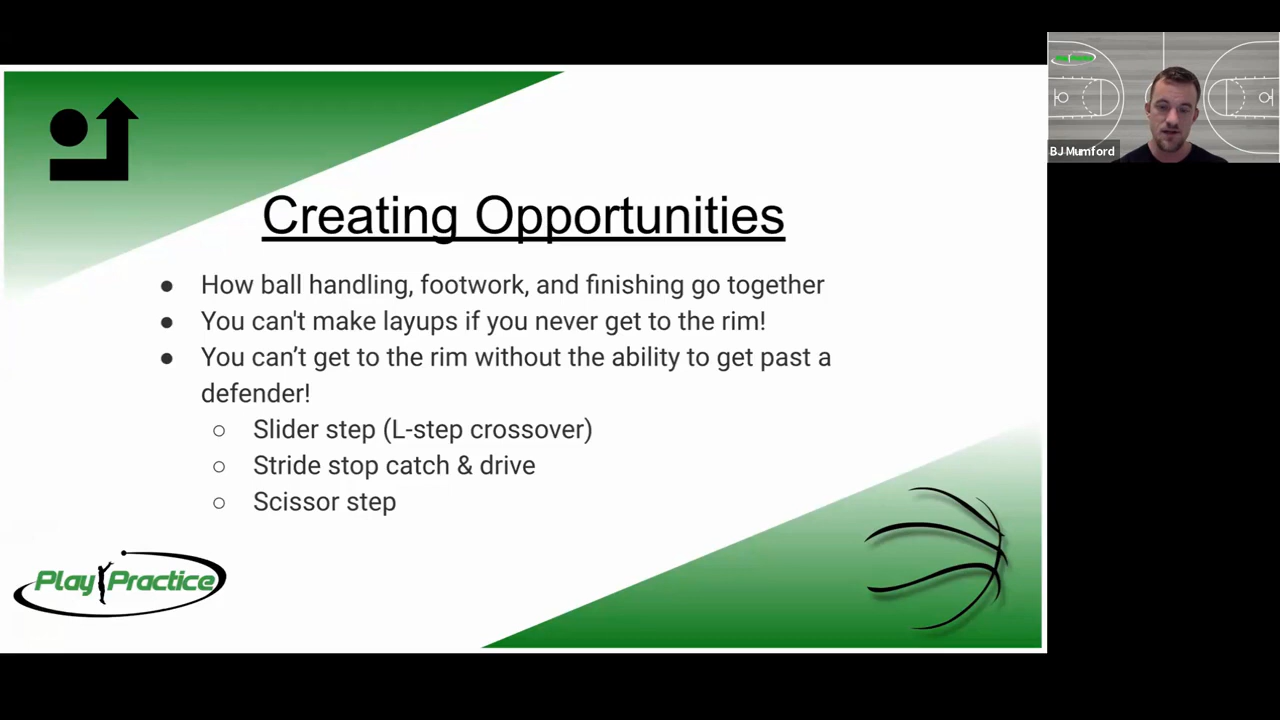 Creating Opportunities
● How ball handling, footwork, and finishing go together
● You can't make layups if you never get to the rim!
● You can’t get to the rim without the ability to get past a
defender!
○ Slider step (L-step crossover)
○ Stride stop catch & drive
○ Scissor step
Play Practice
BJ Mumford